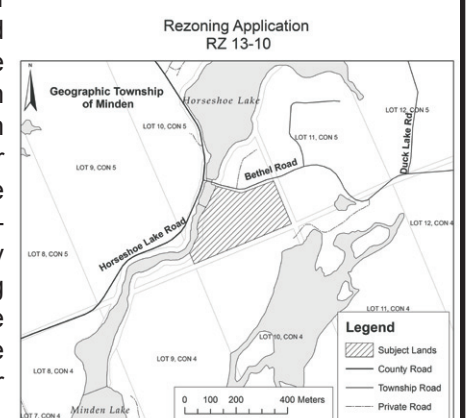 Rezoning Application
RZ 13-10
N
Geographic Township
of Minden
Horseshoe Lake
LOT 10, CON 5
LOT 11, CON 5
LOT 12, CON 5
Duck Lake Rd
LOT 9, CON 5
Bethel Road
LOT 8, CON 5
Horseshoe Lake Road
LOT 12, CON 4
LOT 11, CON 4
LOT 10, CON 4
LOT 9, CON 4
LOT 8, CON 4
LOT 7, CON 4
Minden Lake
0 100 200 400 Meters
Legend
Subject Lands
County Road
Township Road
Private Road